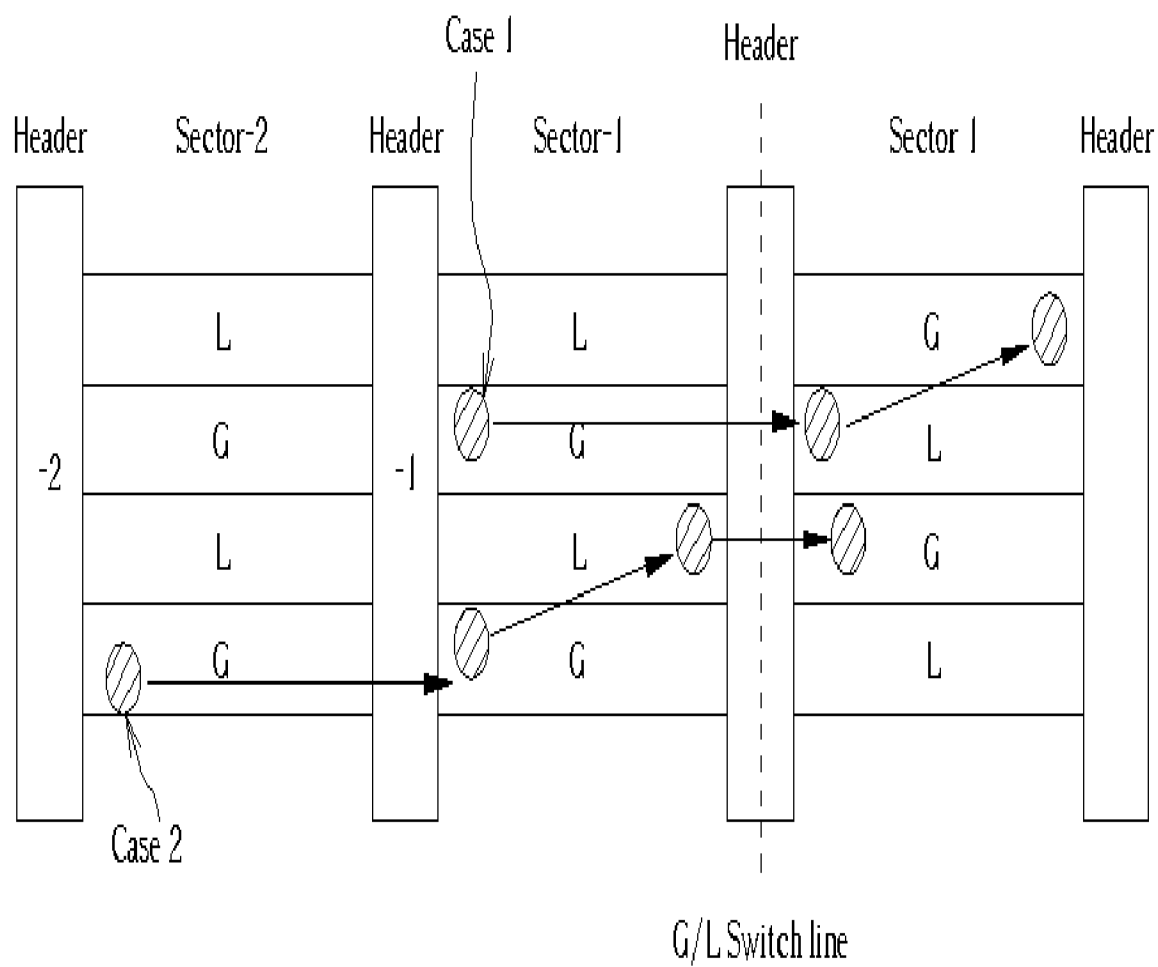 Case 1
Header
Header Sector-2 Header Sector-1 Sector 1 Header
L L G
G G L
-2 -1
L L G
G G L
Case 2
G/L Switch line